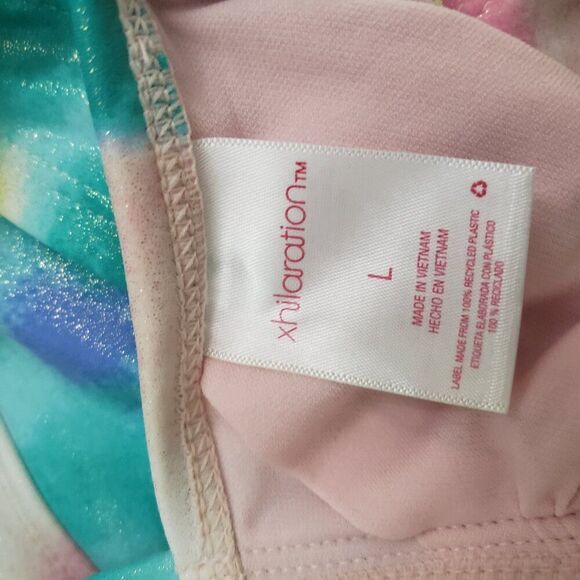 xhilaration™
L
MADE IN VIETNAM
HECHO EN VIETNAM
LABEL MADE FROM 100% RECYCLED PLASTIC
ETIQUETA ELABORADA CON PLÁSTICO
100 % RECICLADO